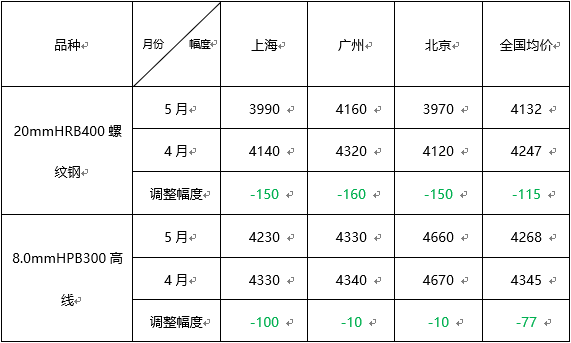 品种 月份 幅度 上海 广州 北京 全国均价
20mmHRB400 螺
纹钢
5 月 3990 4160 3970 4132
4 月 4140 4320 4120 4247
调整幅度 -150 -160 -150 -115
8.0mmHPB300 高
线
5 月 4230 4330 4660 4268
4 月 4330 4340 4670 4345
调整幅度 -100 -10 -10 -77